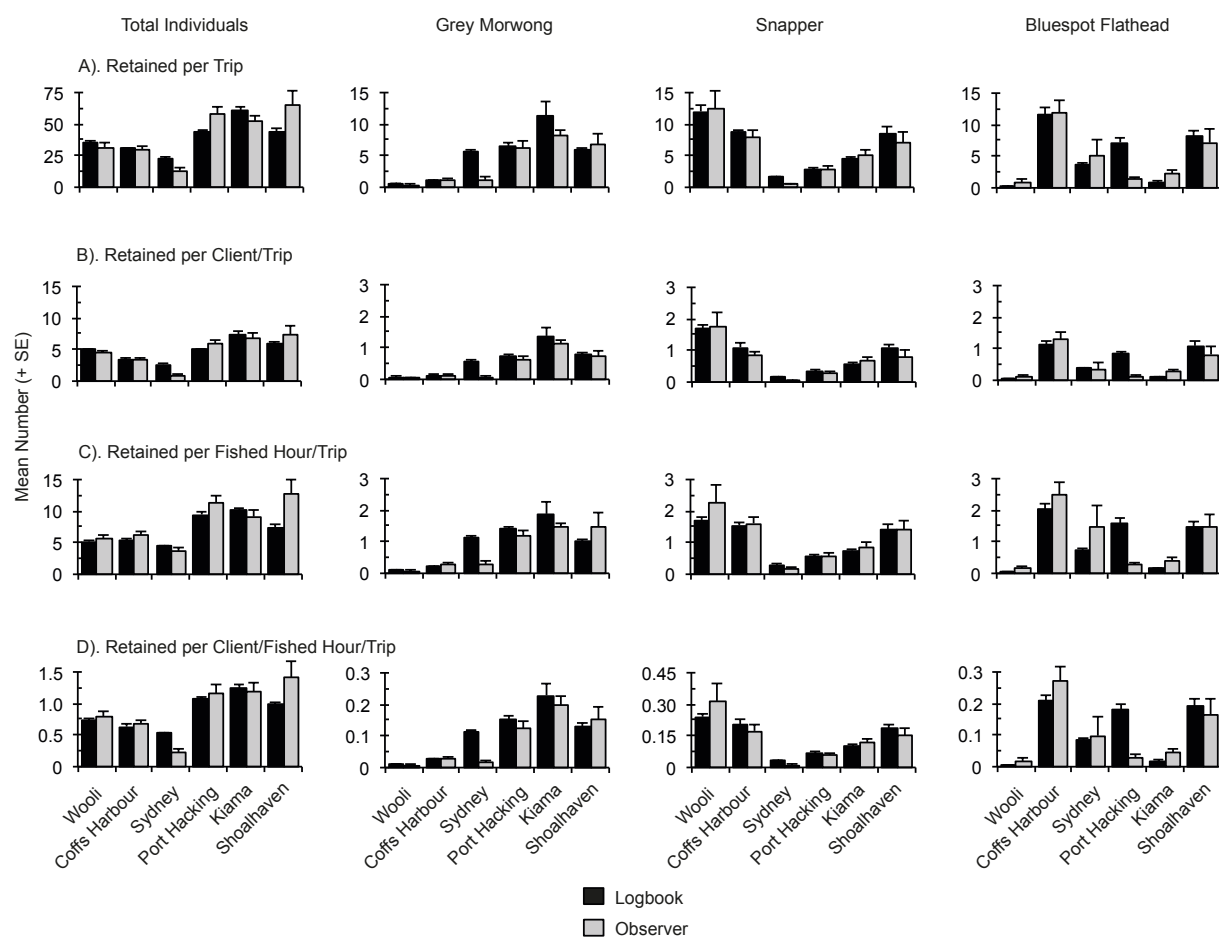 Total Individuals Grey Morwong Snapper Bluespot Flathead
A). Retained per Trip
75 15 15 15
50 10 10 10
25 5 5 5
0 0 0 0
B). Retained per Client/Trip
15 3 3 3
10 2 2 2
5 1 1 1
0 0 0 0
Mean Number (+ SE)
C). Retained per Fished Hour/Trip
15 3 3 3
10 2 2 2
5 1 1 1
0 0 0 0
D). Retained per Client/Fished Hour/Trip
1.5 0.3 0.45 0.3
1.0 0.2 0.30 0.2
0.5 0.1 0.15 0.1
0 0 0 0
Wooli Coffs Harbour Sydney Port Hacking Kiama Shoalhaven
Wooli Coffs Harbour Sydney Port Hacking Kiama Shoalhaven
Wooli Coffs Harbour Sydney Port Hacking Kiama Shoalhaven
Wooli Coffs Harbour Sydney Port Hacking Kiama Shoalhaven
Logbook
Observer